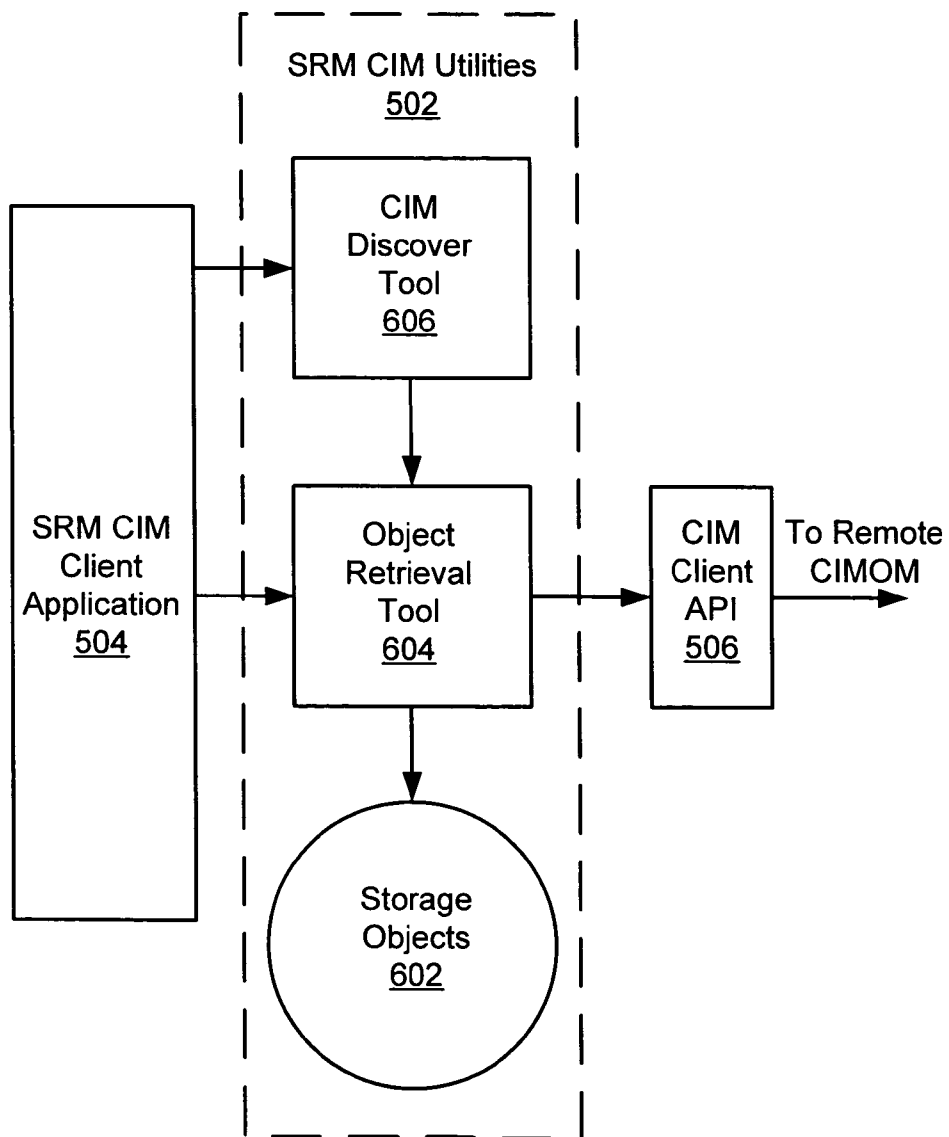 SRM CIM Utilities
502
CIM
Discover
Tool
606
SRM CIM
Client
Application
504
Object
Retrieval
Tool
604
CIM
Client
API
506
To Remote
CIMOM
Storage
Objects
602